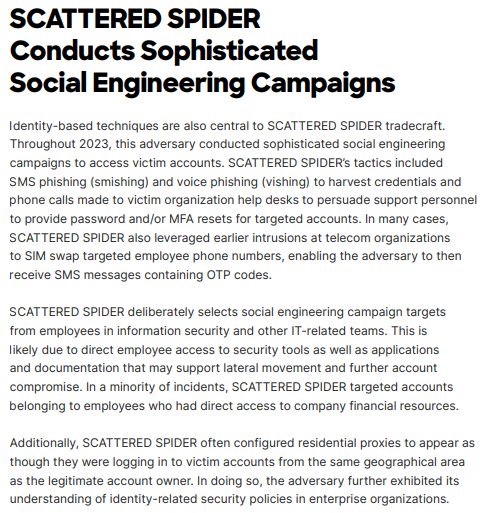 SCATTERED SPIDER
Conducts Sophisticated
Social Engineering Campaigns
Identity-based techniques are also central to SCATTERED SPIDER tradecraft.
Throughout 2023, this adversary conducted sophisticated social engineering
campaigns to access victim accounts. SCATTERED SPIDER's tactics included
SMS phishing (smishing) and voice phishing (vishing) to harvest credentials and
phone calls made to victim organization help desks to persuade support personnel
to provide password and/or MFA resets for targeted accounts. In many cases,
SCATTERED SPIDER also leveraged earlier intrusions at telecom organizations
to SIM swap targeted employee phone numbers, enabling the adversary to then
receive SMS messages containing OTP codes.
SCATTERED SPIDER deliberately selects social engineering campaign targets
from employees in information security and other IT-related teams. This is
likely due to direct employee access to security tools as well as applications
and documentation that may support lateral movement and further account
compromise. In a minority of incidents, SCATTERED SPIDER targeted accounts
belonging to employees who had direct access to company financial resources.
Additionally, SCATTERED SPIDER often configured residential proxies to appear as
though they were logging in to victim accounts from the same geographical area
as the legitimate account owner. In doing so, the adversary further exhibited its
understanding of identity-related security policies in enterprise organizations.